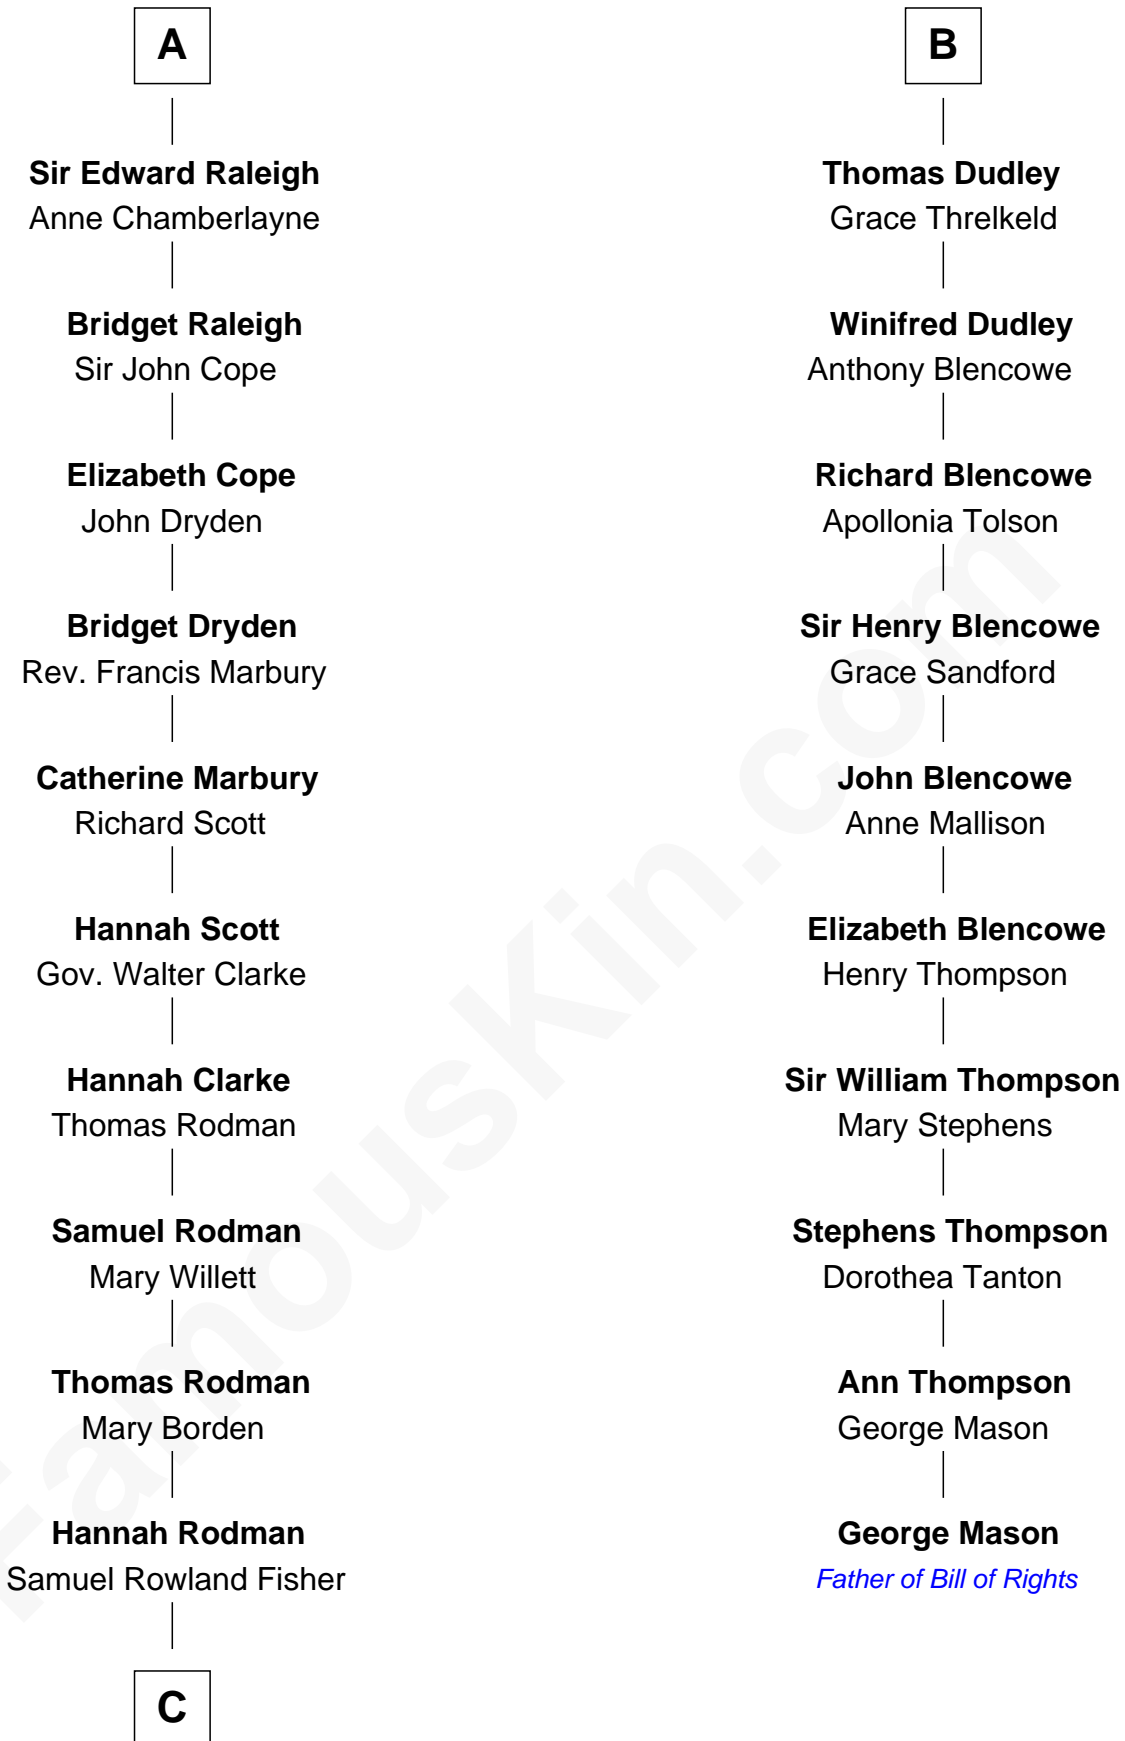 A
Sir Edward Raleigh
Anne Chamberlayne
Bridget Raleigh
Sir John Cope
Elizabeth Cope
John Dryden
Bridget Dryden
Rev. Francis Marbury
Catherine Marbury
Richard Scott
Hannah Scott
Gov. Walter Clarke
Hannah Clarke
Thomas Rodman
Samuel Rodman
Mary Willett
Thomas Rodman
Mary Borden
Hannah Rodman
Samuel Rowland Fisher
C
B
Thomas Dudley
Grace Threlkeld
Winifred Dudley
Anthony Blencowe
Richard Blencowe
Apollonia Tolson
Sir Henry Blencowe
Grace Sandford
John Blencowe
Anne Mallison
Elizabeth Blencowe
Henry Thompson
Sir William Thompson
Mary Stephens
Stephens Thompson
Dorothea Tanton
Ann Thompson
George Mason
George Mason
Father of Bill of Rights
FamousKin.com